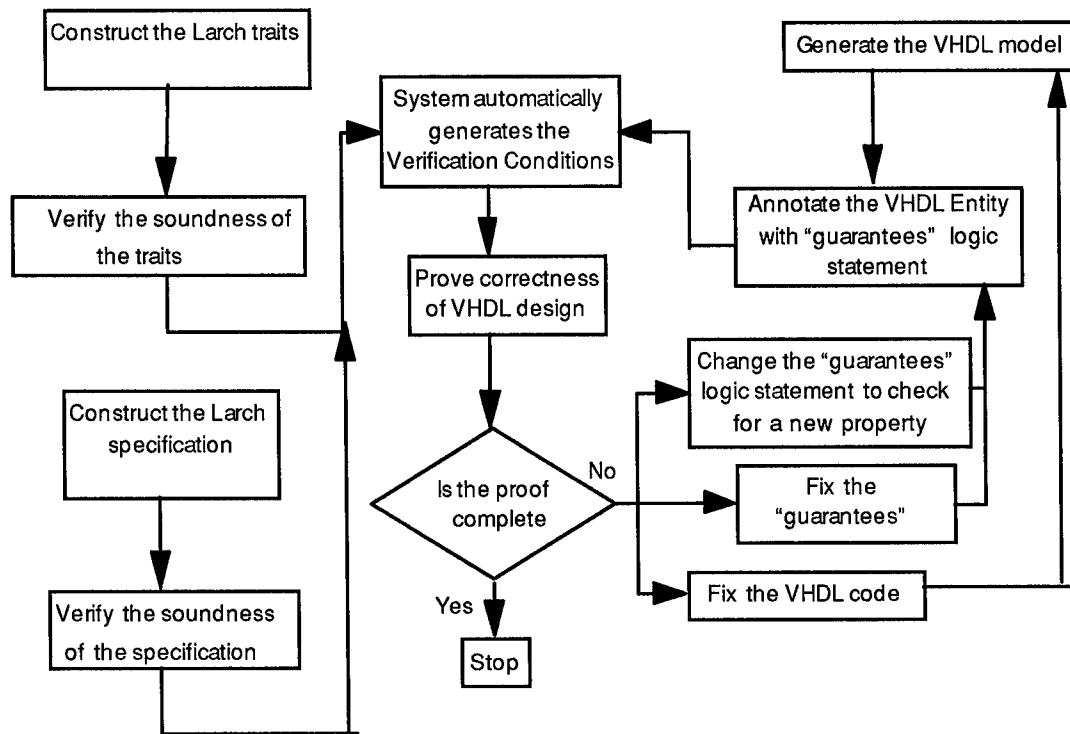 Construct the Larch traits
Verify the soundness of
the traits
Construct the Larch
specification
Verify the soundness
of the specification
System automatically
generates the
Verification Conditions
Prove correctness
of VHDL design
Is the proof
complete
No
Yes
Stop
Generate the VHDL model
Annotate the VHDL Entity
with “guarantees” logic
statement
Change the “guarantees”
logic statement to check
for a new property
Fix the
“guarantees”
Fix the VHDL code